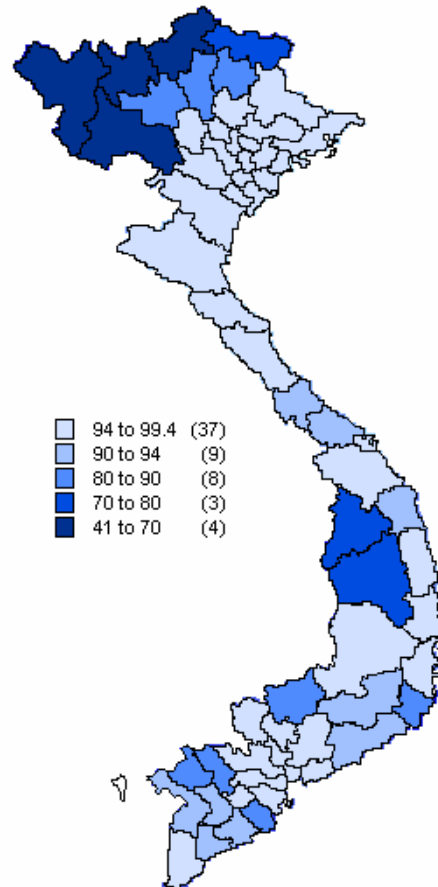 94 to 99.4 (37)
90 to 94 (9)
80 to 90 (8)
70 to 80 (3)
41 to 70 (4)